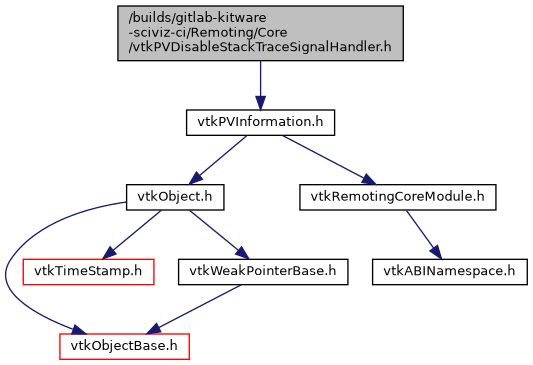 /builds/gitlab-kitware
-sciviz-ci/Remoting/Core
/vtkPVDisableStackTraceSignalHandler.h
vtkPVInformation.h
vtkObject.h
vtkRemotingCoreModule.h
vtkTimeStamp.h
vtkWeakPointerBase.h
vtkABINamespace.h
vtkObjectBase.h